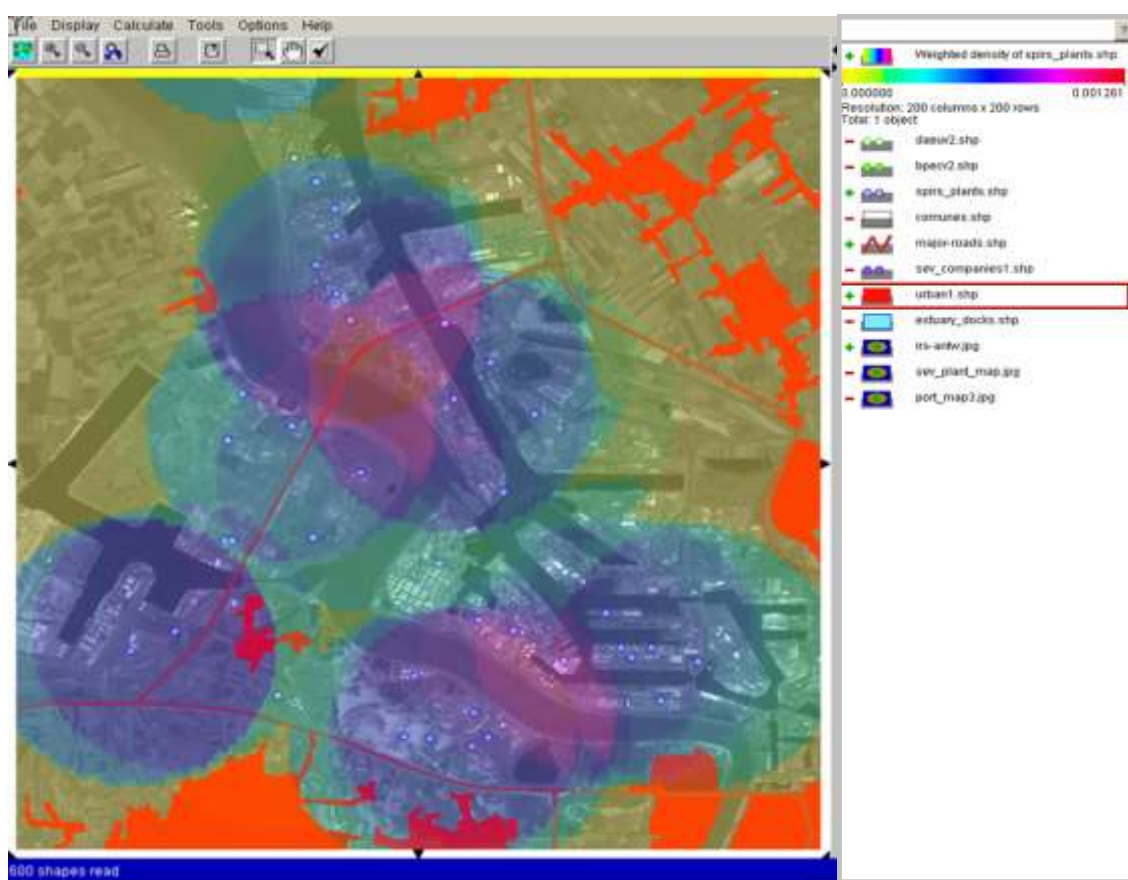 File Display Calculate Tools Options Help
Weighted density of spirs_plants.shp
0.000000 0.001261
Resolution: 200 columns x 200 rows
Total: 1 object
daeuv2.shp
bpecv2.shp
spirs_plants.shp
comunes.shp
major-roads.shp
sev_companies1.shp
urban1.shp
estuary_docks.shp
irs-antw.jpg
sev_plant_map.jpg
port_map3.jpg
600 shapes read